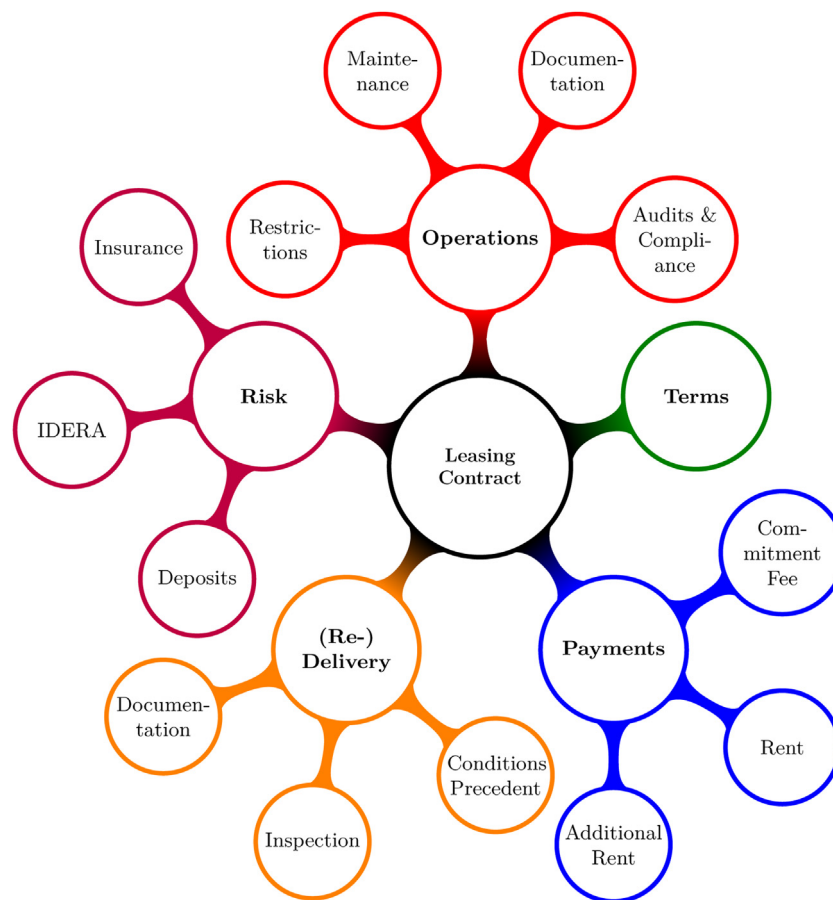 Mainte-
nance
Documen-
tation
Restric-
tions
Operations
Audits &
Compli-
ance
Insurance
Risk
Terms
IDERA
Leasing
Contract
Deposits
Com-
mitment
Fee
(Re-)
Delivery
Payments
Documen-
tation
Rent
Conditions
Precedent
Inspection
Additional
Rent